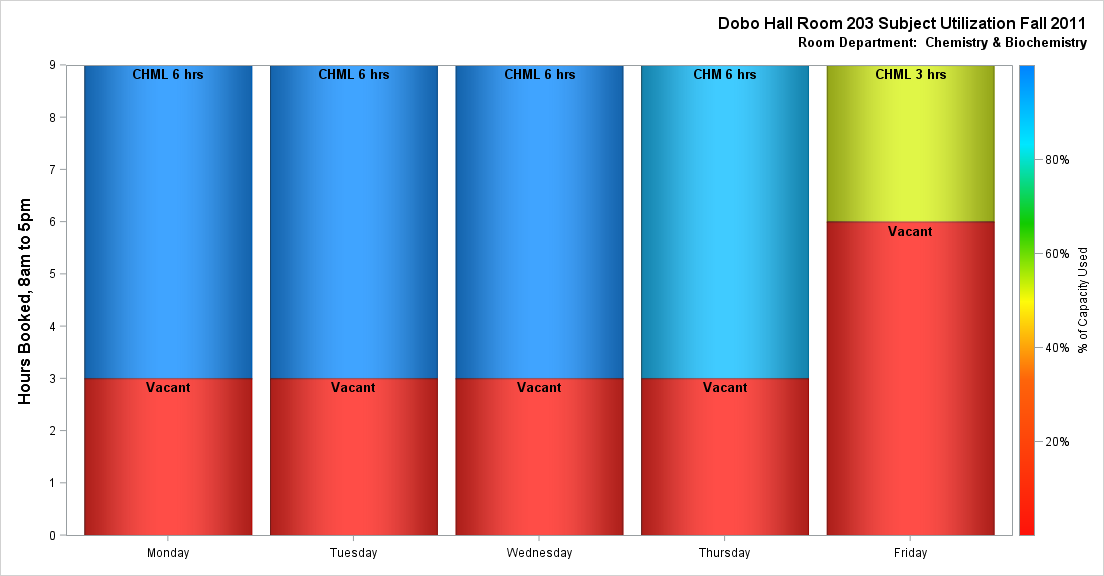 Dobo Hall Room 203 Subject Utilization Fall 2011
Room Department:  Chemistry & Biochemistry
Hours Booked, 8am to 5pm
9
8
7
6
5
4
3
2
1
0
CHML 6 hrs
Vacant
CHML 6 hrs
Vacant
CHML 6 hrs
Vacant
CHM 6 hrs
Vacant
CHML 3 hrs
Vacant
Monday
Tuesday
Wednesday
Thursday
Friday
80%
60%
40%
20%
% of Capacity Used